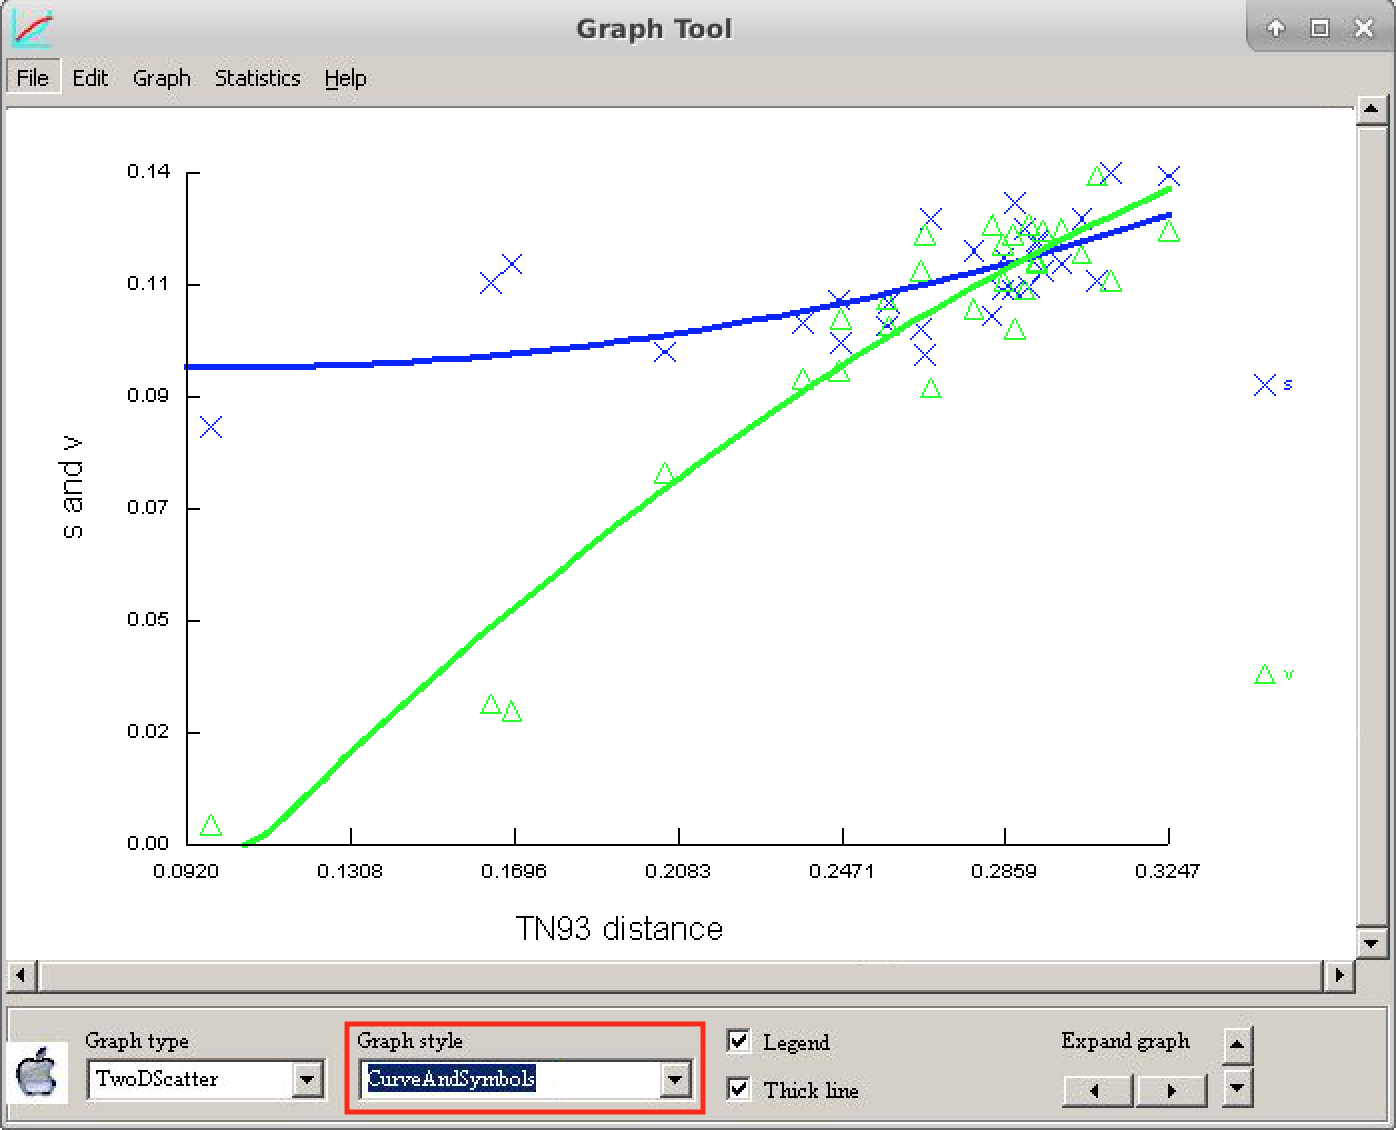 Graph Tool
File Edit Graph Statistics Help
0.14
0.11
0.09
0.07
0.05
0.02
0.00
s and v
s
v
0.0920 0.1308 0.1696 0.2083 0.2471 0.2859 0.3247
TN93 distance
Graph type
TwoDScatter
Graph style
CurveAndSymbols
Legend
Thick line
Expand graph